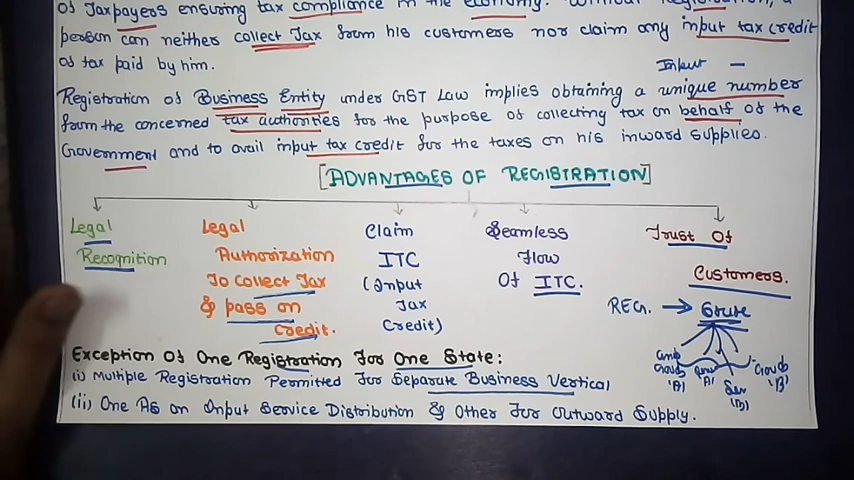 of Taxpayers ensuring tax compliance in the economy. Without Registration, a
person can neither collect Tax from his customers nor claim any input tax credit
of tax paid by him.
Input -
Registration of Business Entity under GST Law implies obtaining a unique number
from the concerned tax authorities for the purpose of collecting tax on behalf of the
Government and to avail input tax credit for the taxes on his inward supplies.
[ADVANTAGES OF REGISTRATION]
Legal Recognition
Legal Authorization To Collect Tax & pass on Credit.
Claim ITC (Input Tax Credit)
Seamless Flow Of ITC.
Trust Of Customers.
REG. → State
Goods 'B'
Exception Of One Registration For One State:
(i) Multiple Registration Permitted For Separate Business Vertical
(ii) One As an Input Service Distribution & Other For Outward Supply.